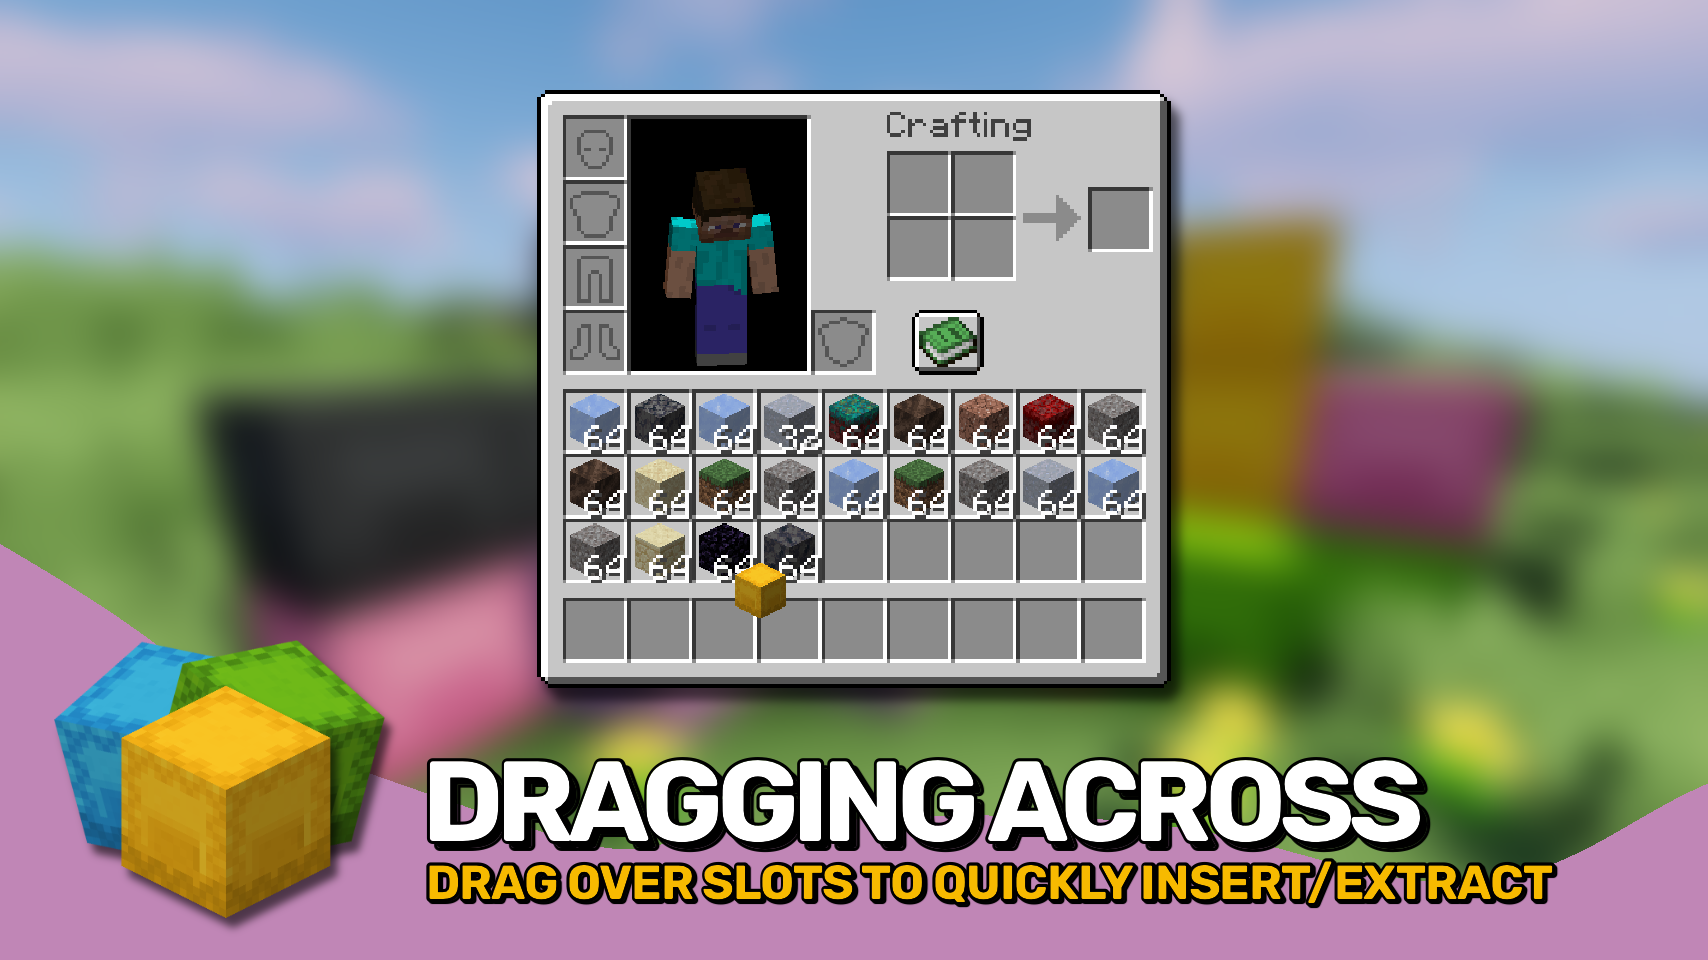 Crafting
64 64 64 32 64 64 64 64 64
64 64 64 64 64 64 64 64 64
64 64 64 64
DRAGGING ACROSS
DRAG OVER SLOTS TO QUICKLY INSERT/EXTRACT